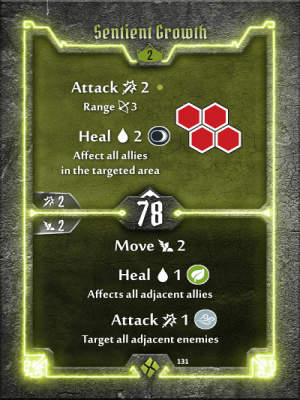 Sentient Growth
2
Attack 2
Range 3
Heal 2
Affect all allies
in the targeted area
2
78
2
Move 2
Heal 1
Affects all adjacent allies
Attack 1
Target all adjacent enemies
131